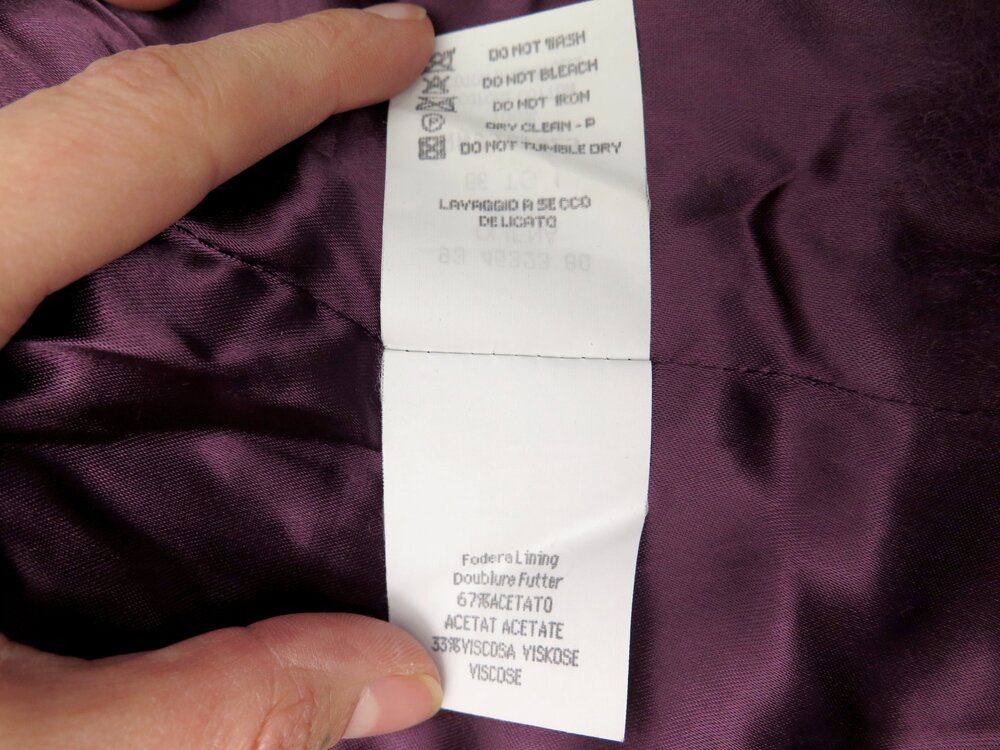 DO NOT WASH
DO NOT BLEACH
DO NOT IRON
DRY CLEAN - P
DO NOT TUMBLE DRY
LAVAGGIO A SECCO
DELICATO
Fodera Lining
Doublure Futter
67%ACETATO
ACETAT ACETATE
33%VISCOSA VISKOSE
VISCOSE